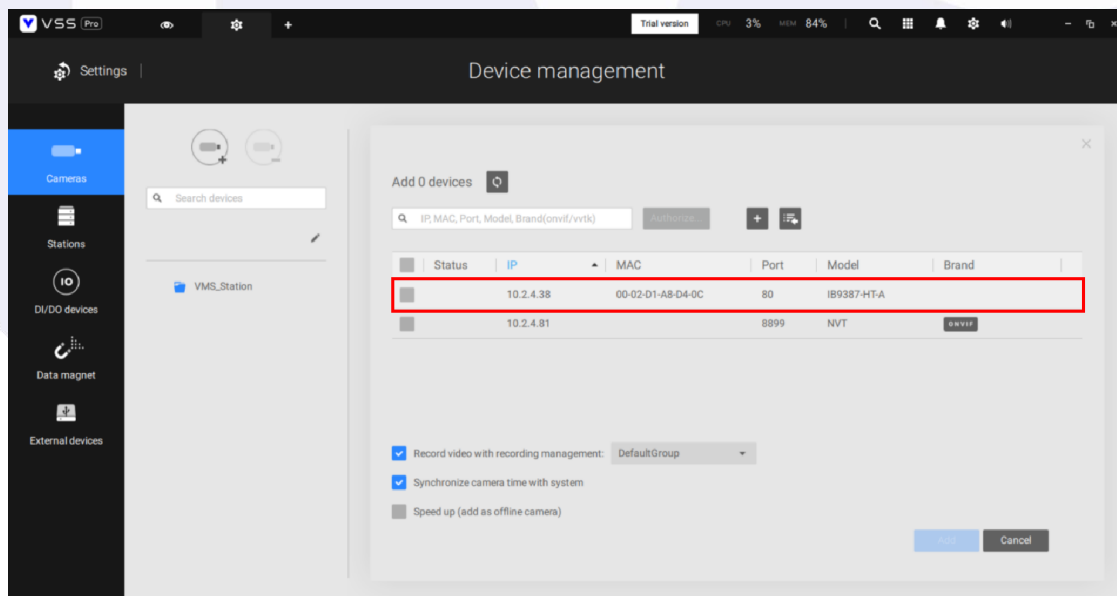 VSS Pro
Trial version CPU 3% MEM 84%
Settings
Device management
Cameras
Stations
IO
DI/DO devices
Data magnet
External devices
Search devices
VMS_Station
Add 0 devices
IP, MAC, Port, Model, Brand(onvif/vvtk) Authorize...
Status IP MAC Port Model Brand
10.2.4.38 00-02-D1-A8-D4-0C 80 IB9387-HT-A
10.2.4.81 8899 NVT ONVIF
Record video with recording management: DefaultGroup
Synchronize camera time with system
Speed up (add as offline camera)
Add Cancel